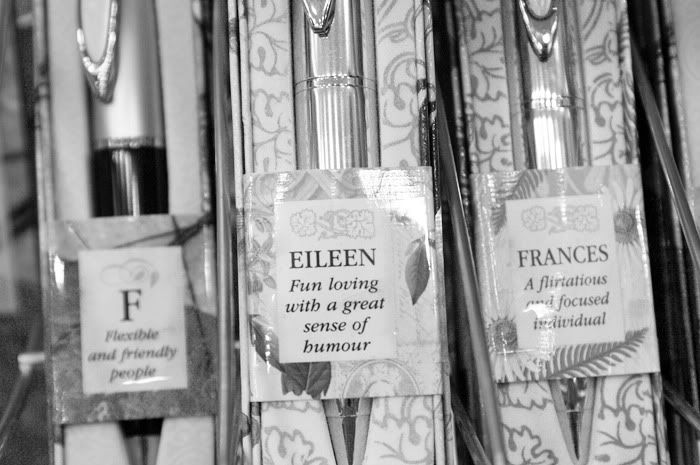 F
Flexible
and friendly
people
EILEEN
Fun loving
with a great
sense of
humour
FRANCES
A flirtatious
and focused
individual